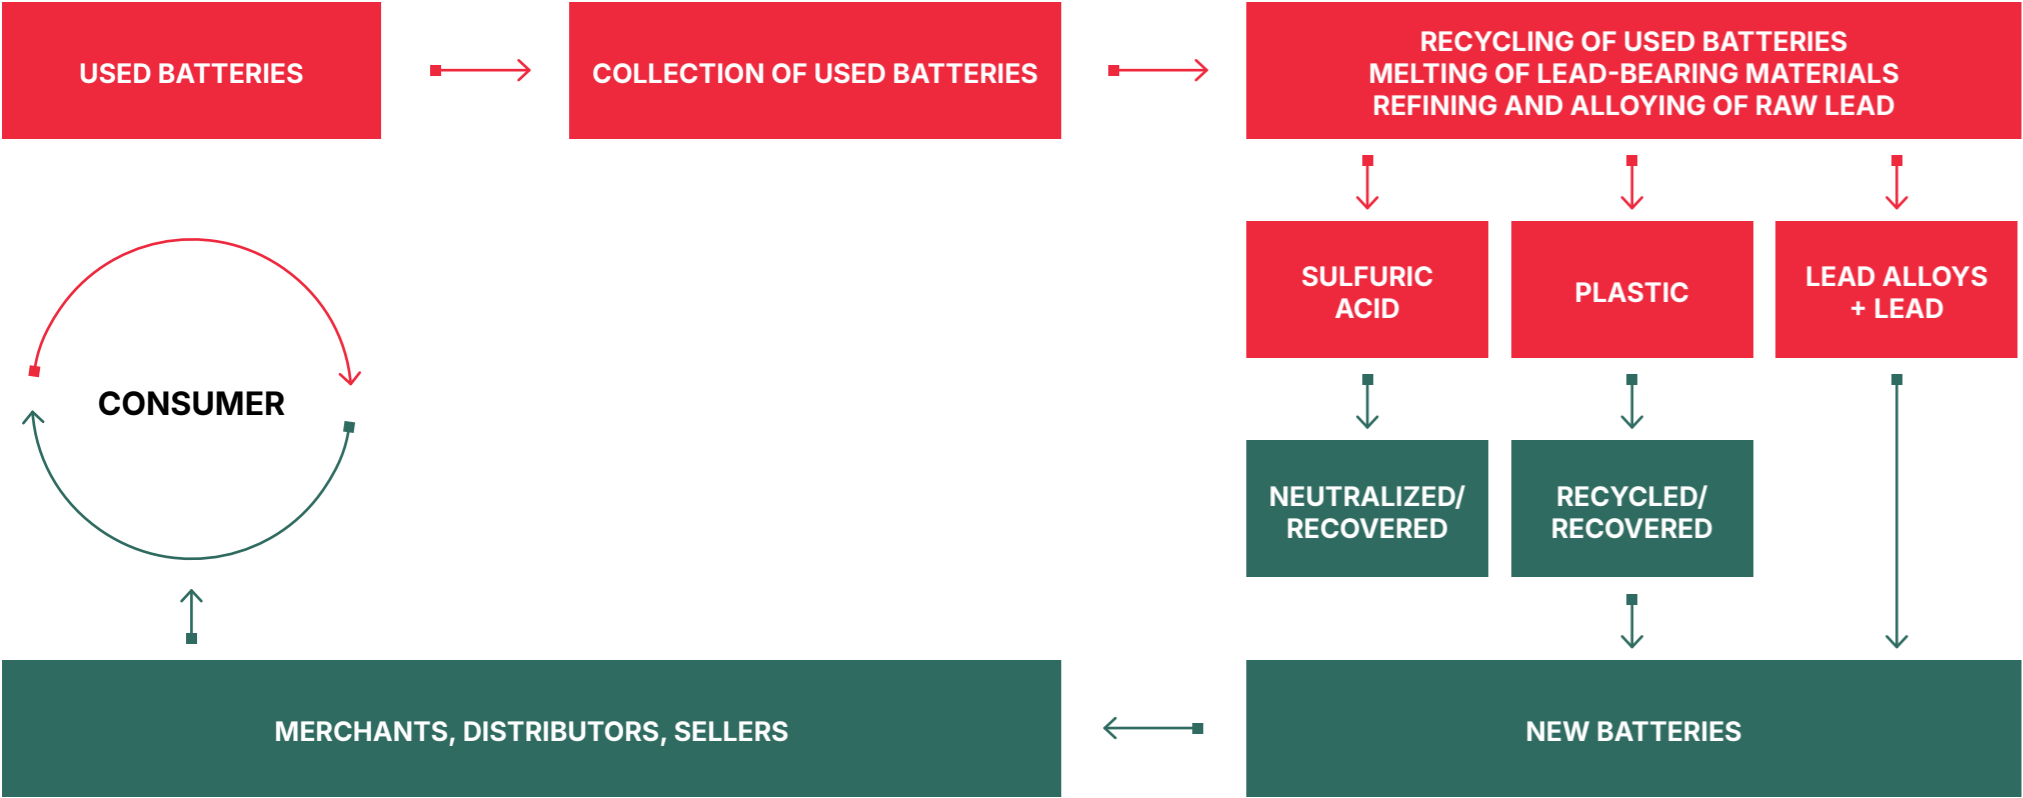 USED BATTERIES
COLLECTION OF USED BATTERIES
RECYCLING OF USED BATTERIES
MELTING OF LEAD-BEARING MATERIALS
REFINING AND ALLOYING OF RAW LEAD
SULFURIC
ACID
PLASTIC
LEAD ALLOYS
+ LEAD
CONSUMER
NEUTRALIZED/
RECOVERED
RECYCLED/
RECOVERED
MERCHANTS, DISTRIBUTORS, SELLERS
NEW BATTERIES